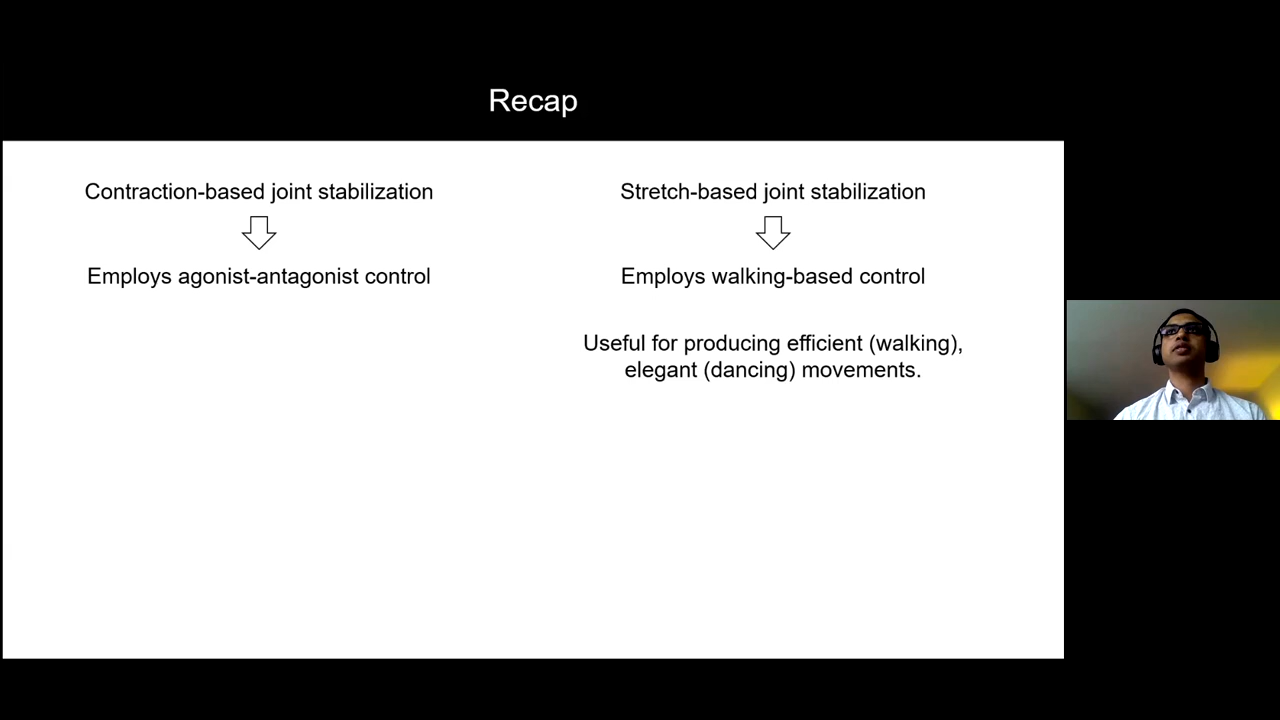 Recap
Contraction-based joint stabilization
Employs agonist-antagonist control
Stretch-based joint stabilization
Employs walking-based control
Useful for producing efficient (walking),
elegant (dancing) movements.